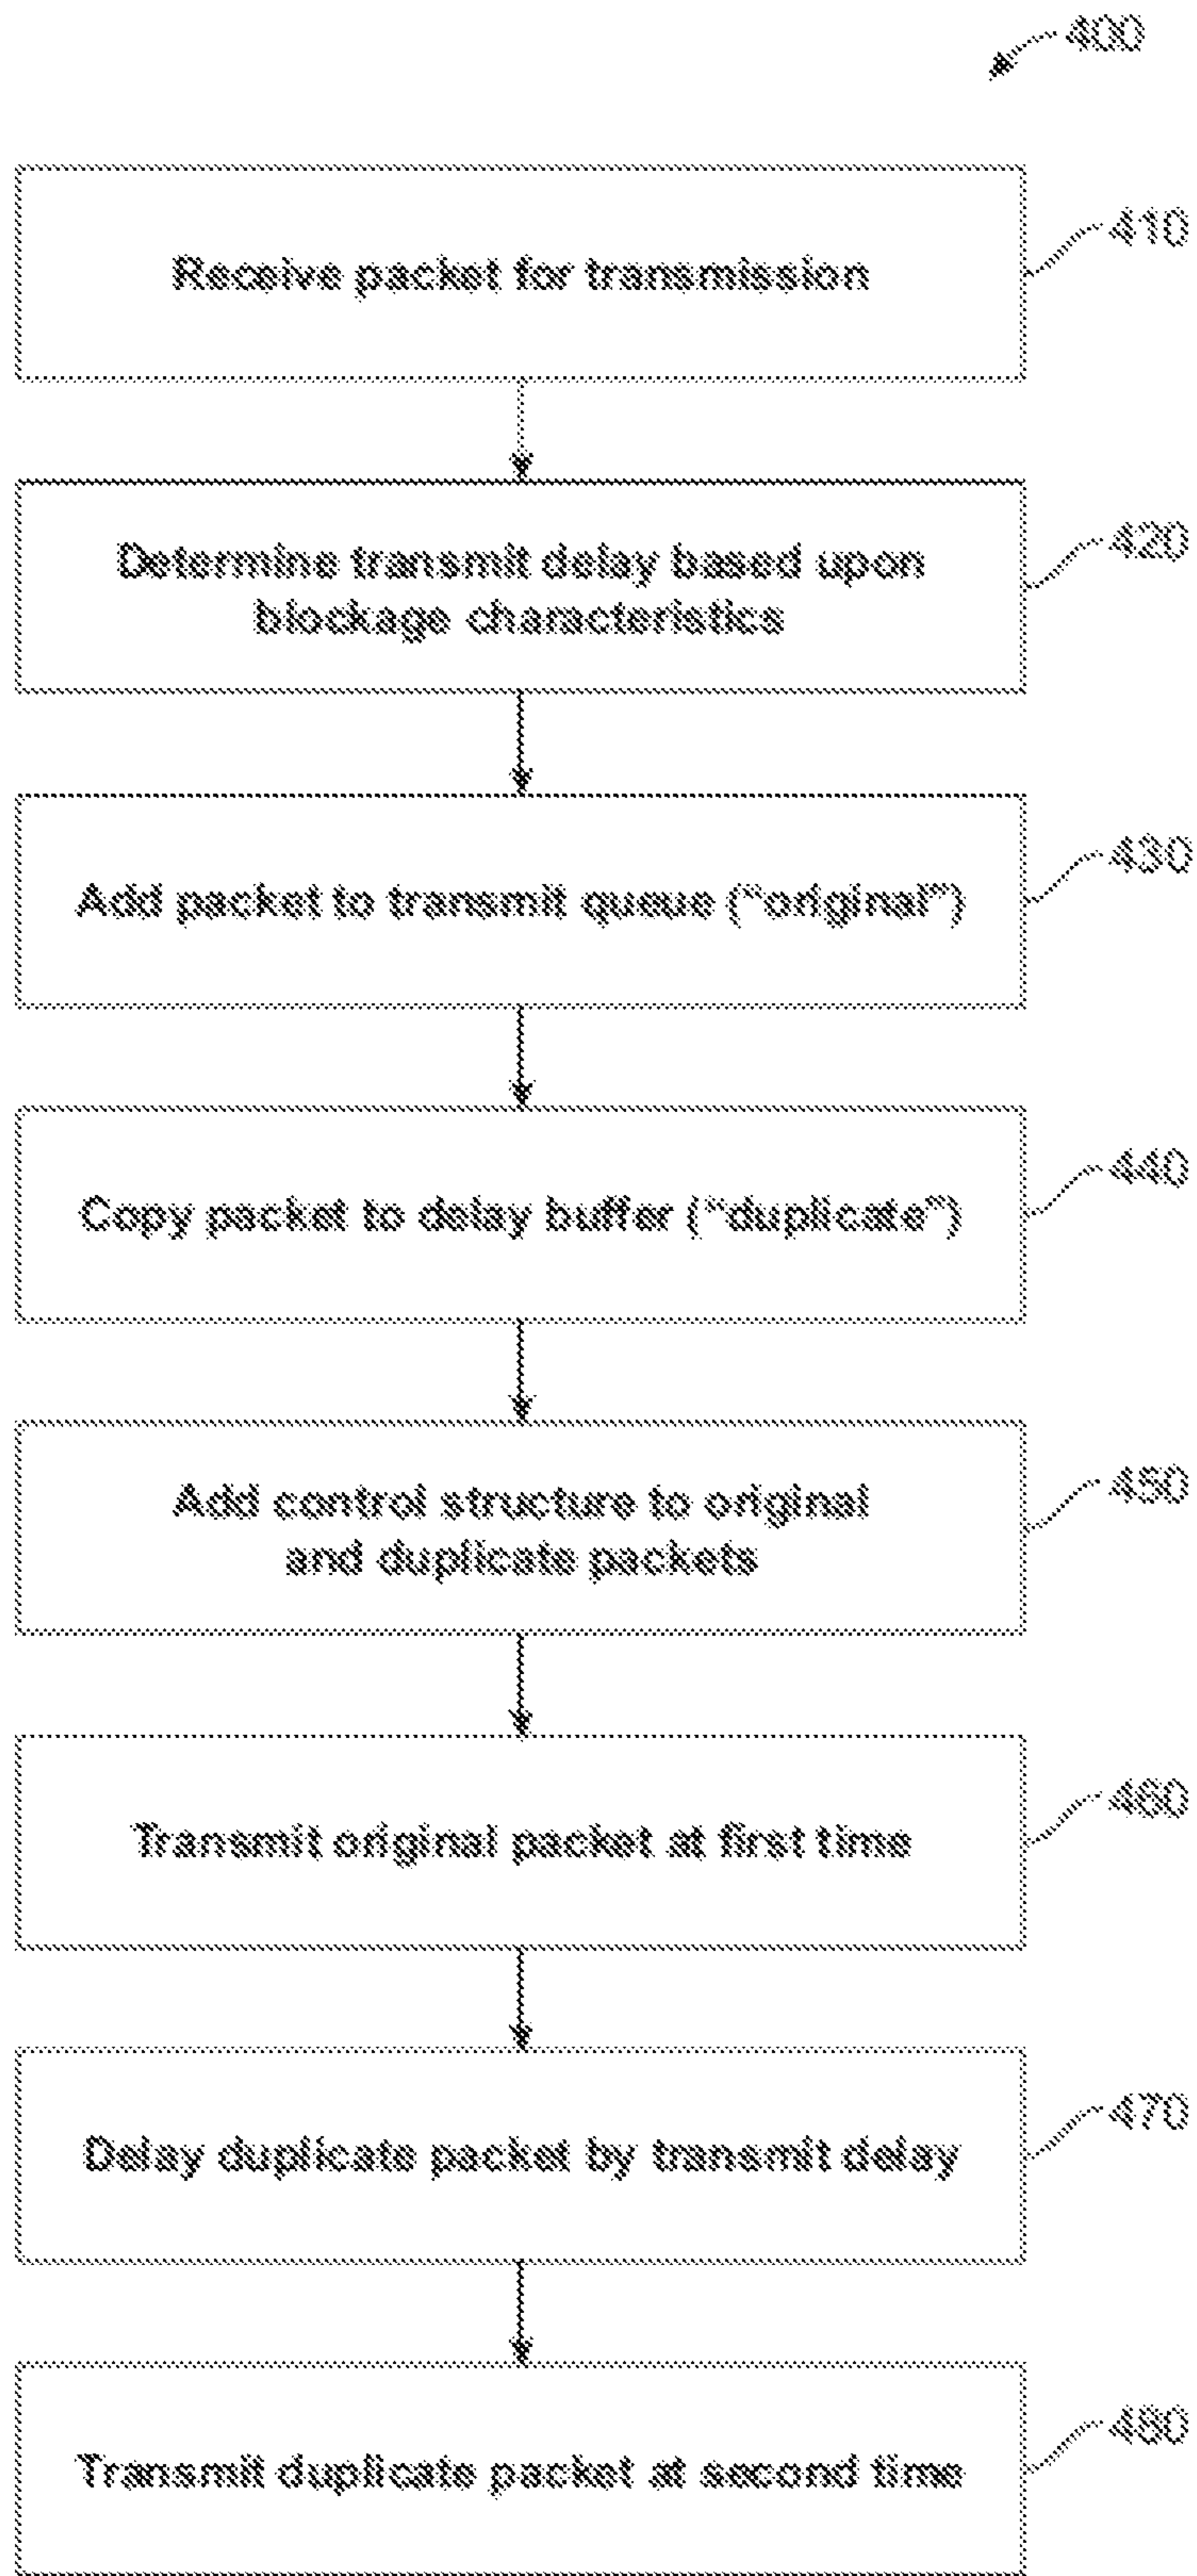 400
Receive packet for transmission
410
Determine transmit delay based upon
blockage characteristics
420
Add packet to transmit queue (“original”)
430
Copy packet to delay buffer (“duplicate”)
440
Add control structure to original
and duplicate packets
450
Transmit original packet at first time
460
Delay duplicate packet by transmit delay
470
Transmit duplicate packet at second time
480